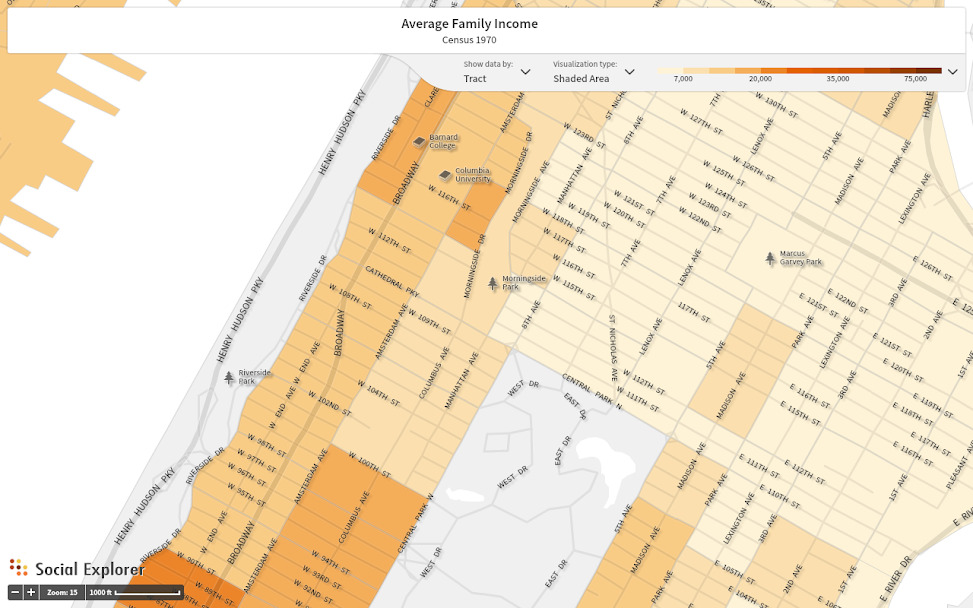 Average Family Income
Census 1970
Show data by:
Tract
Visualization type:
Shaded Area
7,000
20,000
35,000
75,000
HENRY HUDSON PKY
RIVERSIDE DR
CLARE
BROADWAY
Barnard
College
Columbia
University
AMSTERDAM
MORNINGSIDE DR
MORNINGSIDE AVE
MANHATTAN AVE
W. 123RD ST
ST. NICH
8TH AVE
7TH
W. 127TH ST
W. 130TH ST
LENOX AVE
5TH AVE
MADISON
HARLE
PARK AVE
W. 126TH ST
W. 125TH ST
W. 124TH ST
W. 123RD ST
W. 122ND ST
W. 121ST ST
W. 120TH ST
W. 119TH ST
W. 118TH ST
W. 117TH ST
W. 116TH ST
W. 115TH ST
7TH AVE
7TH AVE
LENOX AVE
MADISON AVE
LEXINGTON AVE
Marcus
Garvey Park
W. 116TH ST
W. 112TH ST
CATHEDRAL PKY
MORNINGSIDE DR
Morningside
Park
8TH AVE
ST NICHOLAS AVE
LENOX AVE
117TH ST
5TH AVE
MADISON AVE
PARK AVE
E. 121ST ST
E. 122ND ST
E. 126TH ST
3RD AVE
2ND AVE
1ST AVE
LEXINGTON AVE
E. 121ST ST
E. 120TH ST
E. 119TH ST
E. 118TH ST
E. 117TH ST
E. 116TH ST
E. 116TH ST
E. 115TH ST
3RD AVE
PLEASANT
HENRY HUDSON PKY
RIVERSIDE DR
W. 108TH ST
W. 109TH ST
BROADWAY
AMSTERDAM AVE
COLUMBUS AVE
MANHATTAN AVE
Riverside
Park
W END AVE
W END AVE
W. 104TH ST
W. 102ND ST
WEST DR
CENTRAL PARK N
EAST DR
W. 112TH ST
W. 111TH ST
EAST DR
WEST DR
W. 100TH ST
W. 98TH ST
W. 97TH ST
W. 96TH ST
W. 95TH ST
RIVERSIDE DR
HENRY HUDSON PKY
AMSTERDAM AVE
COLUMBUS AVE
CENTRAL PARK W
MADISON AVE
PARK AVE
E. 111TH ST
E. 112TH ST
E. 110TH ST
LEXINGTON AVE
3RD AVE
1ST AVE
5TH AVE
MADISON AVE
W END AVE
BROADWAY
RIVERSIDE DR
W. 90TH ST
W. 94TH ST
W. 93RD ST
W. 92ND ST
AMSTERDAM AVE
WEST DR
EAST DR
PARK AVE
E. 105TH ST
E. 104TH ST
2ND AVE
1ST AVE
E RIVER DR
Social Explorer
Zoom: 15
1000 ft